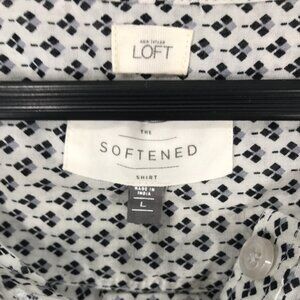 ANN TAYLOR
LOFT
THE
SOFTENED
SHIRT
MADE IN
INDIA
L